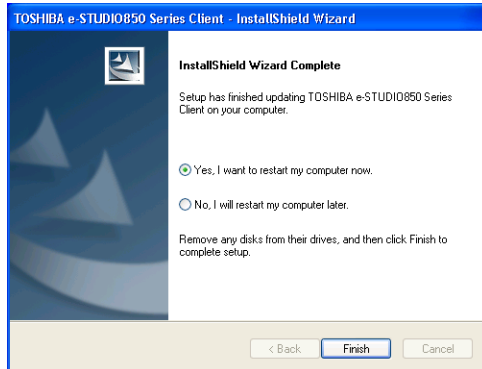 TOSHIBA e-STUDIO850 Series Client - InstallShield Wizard
InstallShield Wizard Complete
Setup has finished updating TOSHIBA e-STUDIO850 Series
Client on your computer.
Yes, I want to restart my computer now.
No, I will restart my computer later.
Remove any disks from their drives, and then click Finish to
complete setup.
< Back
Finish
Cancel